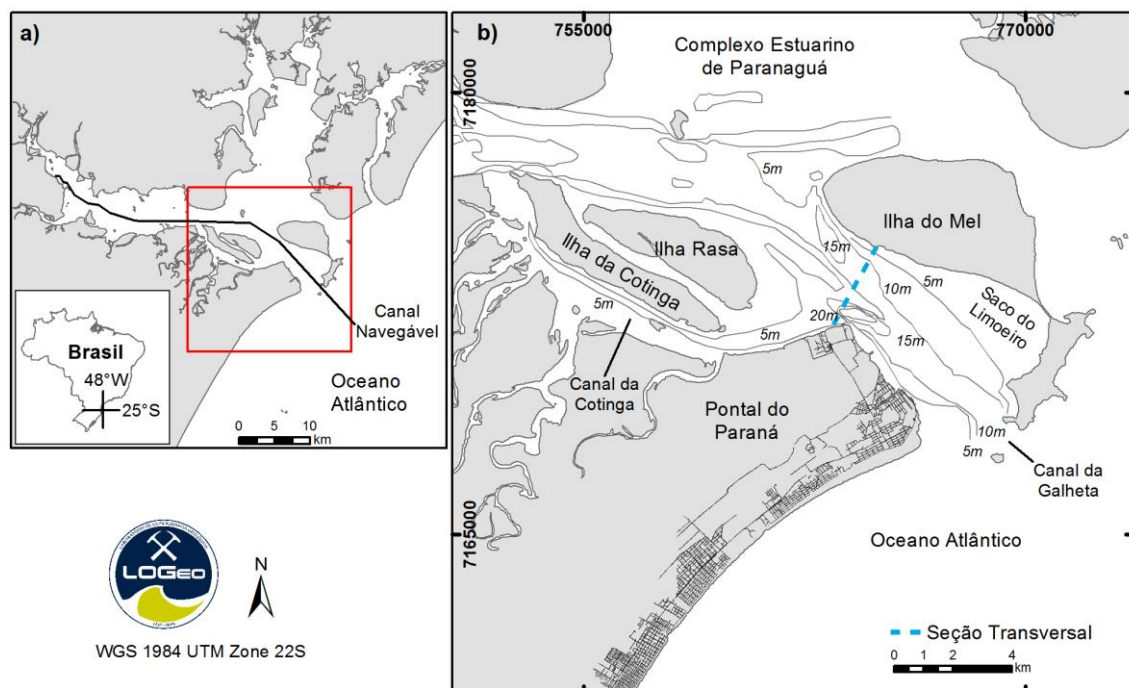 a)
Canal
Navegável
Brasil
48°W
25°S
Oceano
Atlântico
0 5 10
km
LOGeo
N
WGS 1984 UTM Zone 22S
b)
755000
770000
7180000
7165000
Complexo Estuarino
de Paranaguá
5m
Ilha do Mel
15m
Ilha Rasa
Ilha da Cotinga
5m
10m
5m
Saco do
Limoeiro
20m
5m
15m
Canal da
Cotinga
Pontal do
Paraná
10m
5m
Canal da
Galheta
Oceano Atlântico
Seção Transversal
0 1 2 4
km